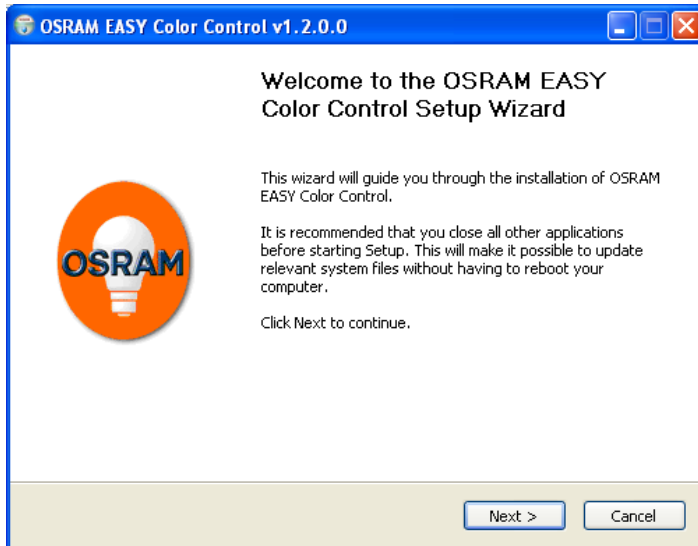 OSRAM EASY Color Control v1.2.0.0
Welcome to the OSRAM EASY
Color Control Setup Wizard
This wizard will guide you through the installation of OSRAM
EASY Color Control.
It is recommended that you close all other applications
before starting Setup. This will make it possible to update
relevant system files without having to reboot your
computer.
Click Next to continue.
OSRAM
Next >
Cancel